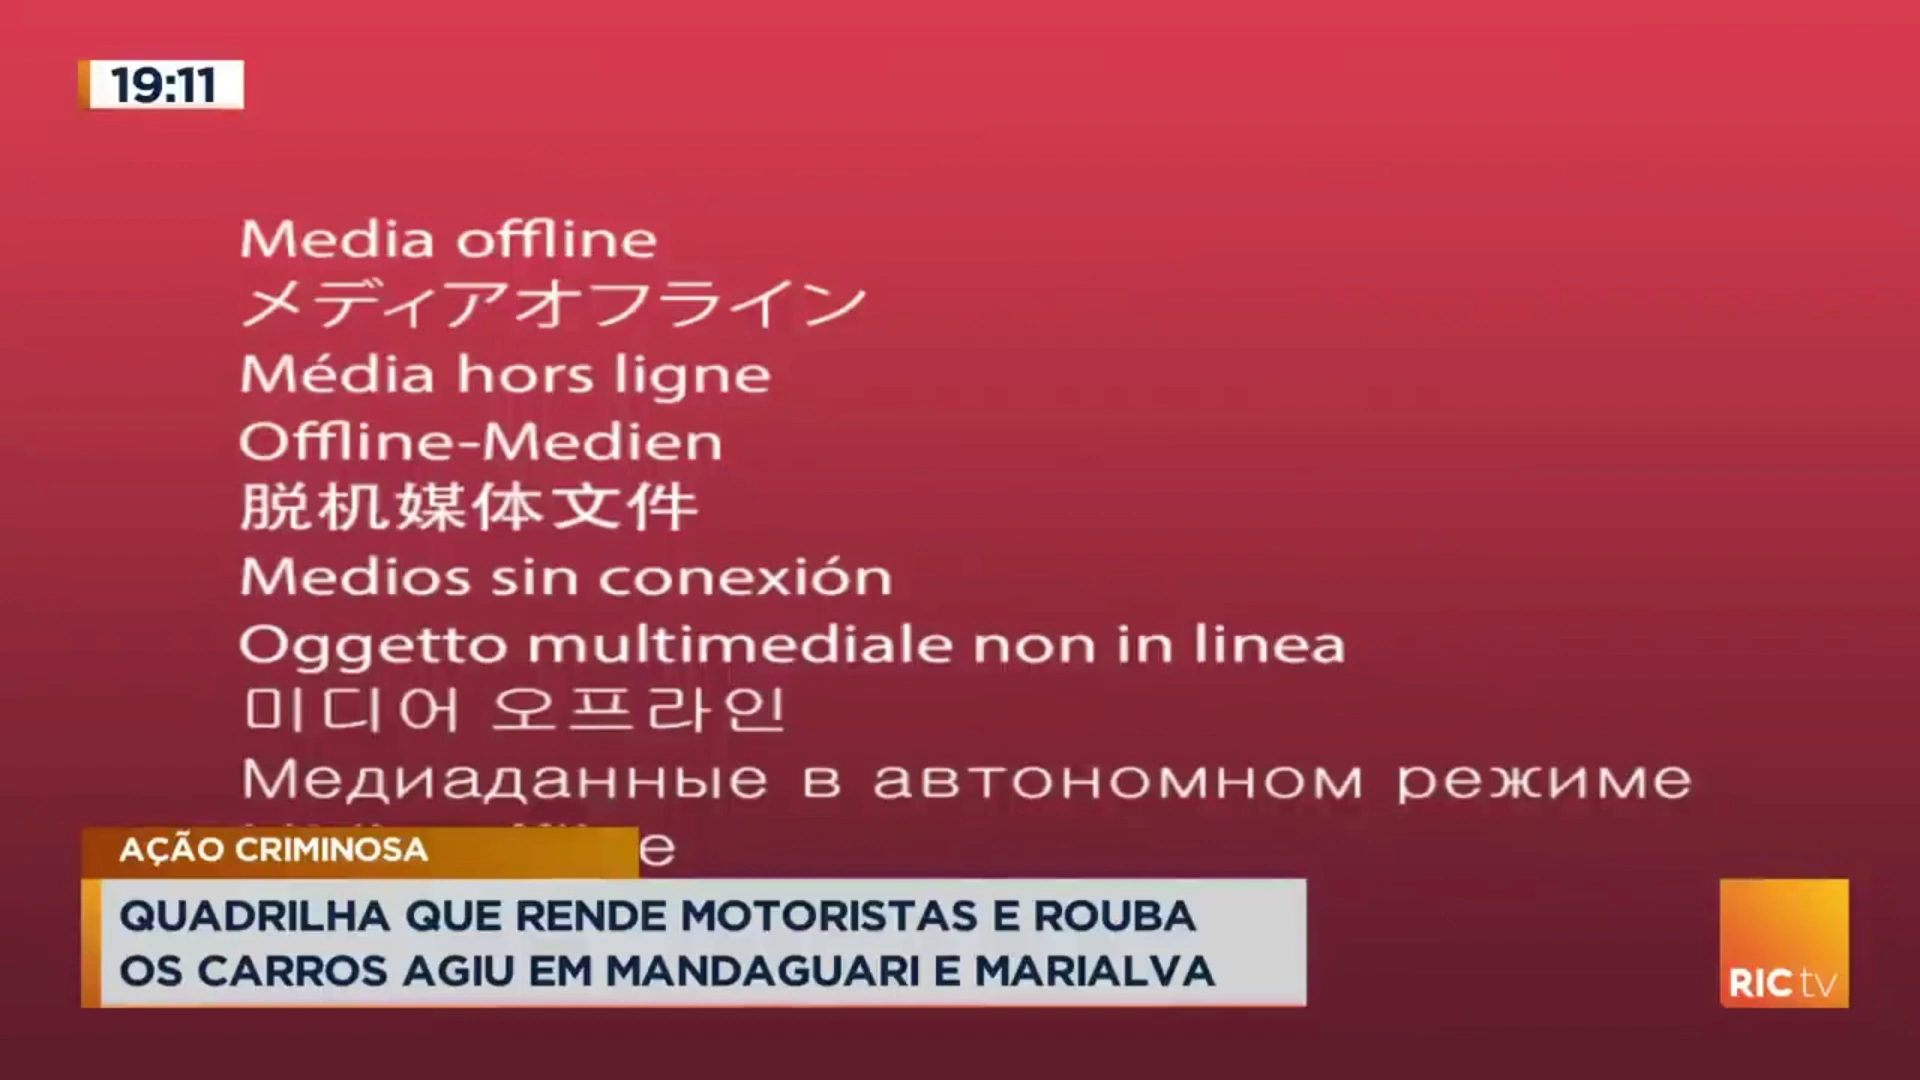 19:11
Media offline
メディアオフライン
Média hors ligne
Offline-Medien
脱机媒体文件
Medios sin conexión
Oggetto multimediale non in linea
미디어 오프라인
Медиаданные в автономном режиме
AÇÃO CRIMINOSA
QUADRILHA QUE RENDE MOTORISTAS E ROUBA
OS CARROS AGIU EM MANDAGUARI E MARIALVA
RIC tv